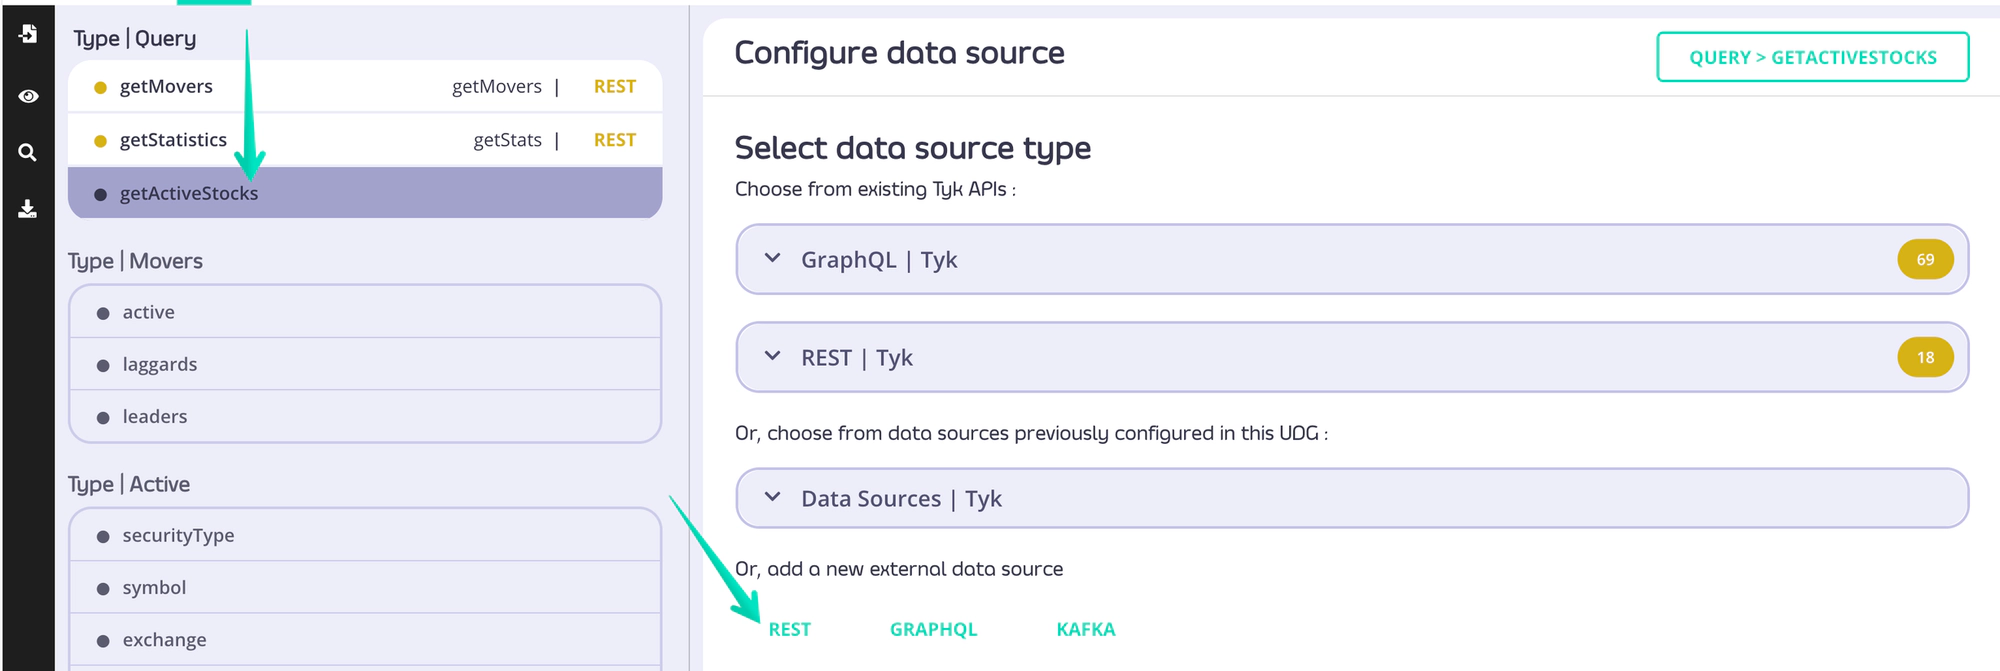 Type | Query
getMovers getMovers | REST
getStatistics getStats | REST
getActiveStocks
Type | Movers
active
laggards
leaders
Type | Active
securityType
symbol
exchange
Configure data source
QUERY > GETACTIVESTOCKS
Select data source type
Choose from existing Tyk APIs :
GraphQL | Tyk 69
REST | Tyk 18
Or, choose from data sources previously configured in this UDG :
Data Sources | Tyk
Or, add a new external data source
REST GRAPHQL KAFKA